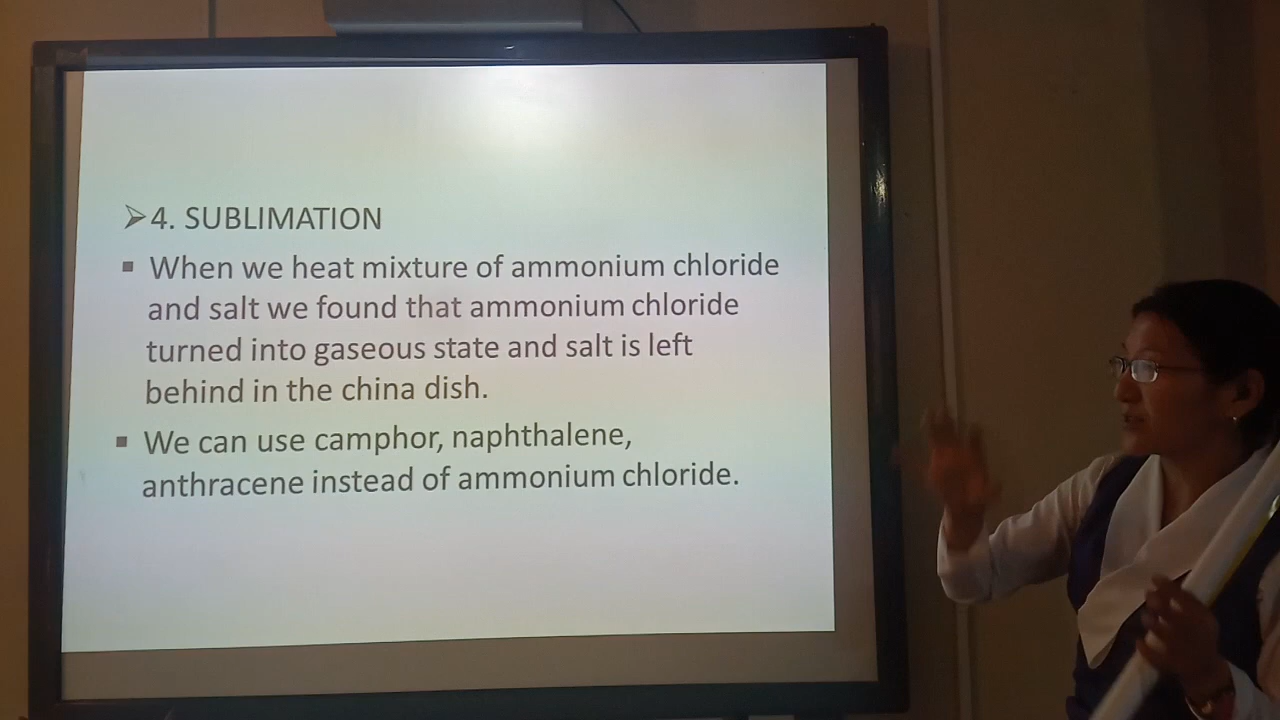 ➢4. SUBLIMATION
▪ When we heat mixture of ammonium chloride
and salt we found that ammonium chloride
turned into gaseous state and salt is left
behind in the china dish.
▪ We can use camphor, naphthalene,
anthracene instead of ammonium chloride.